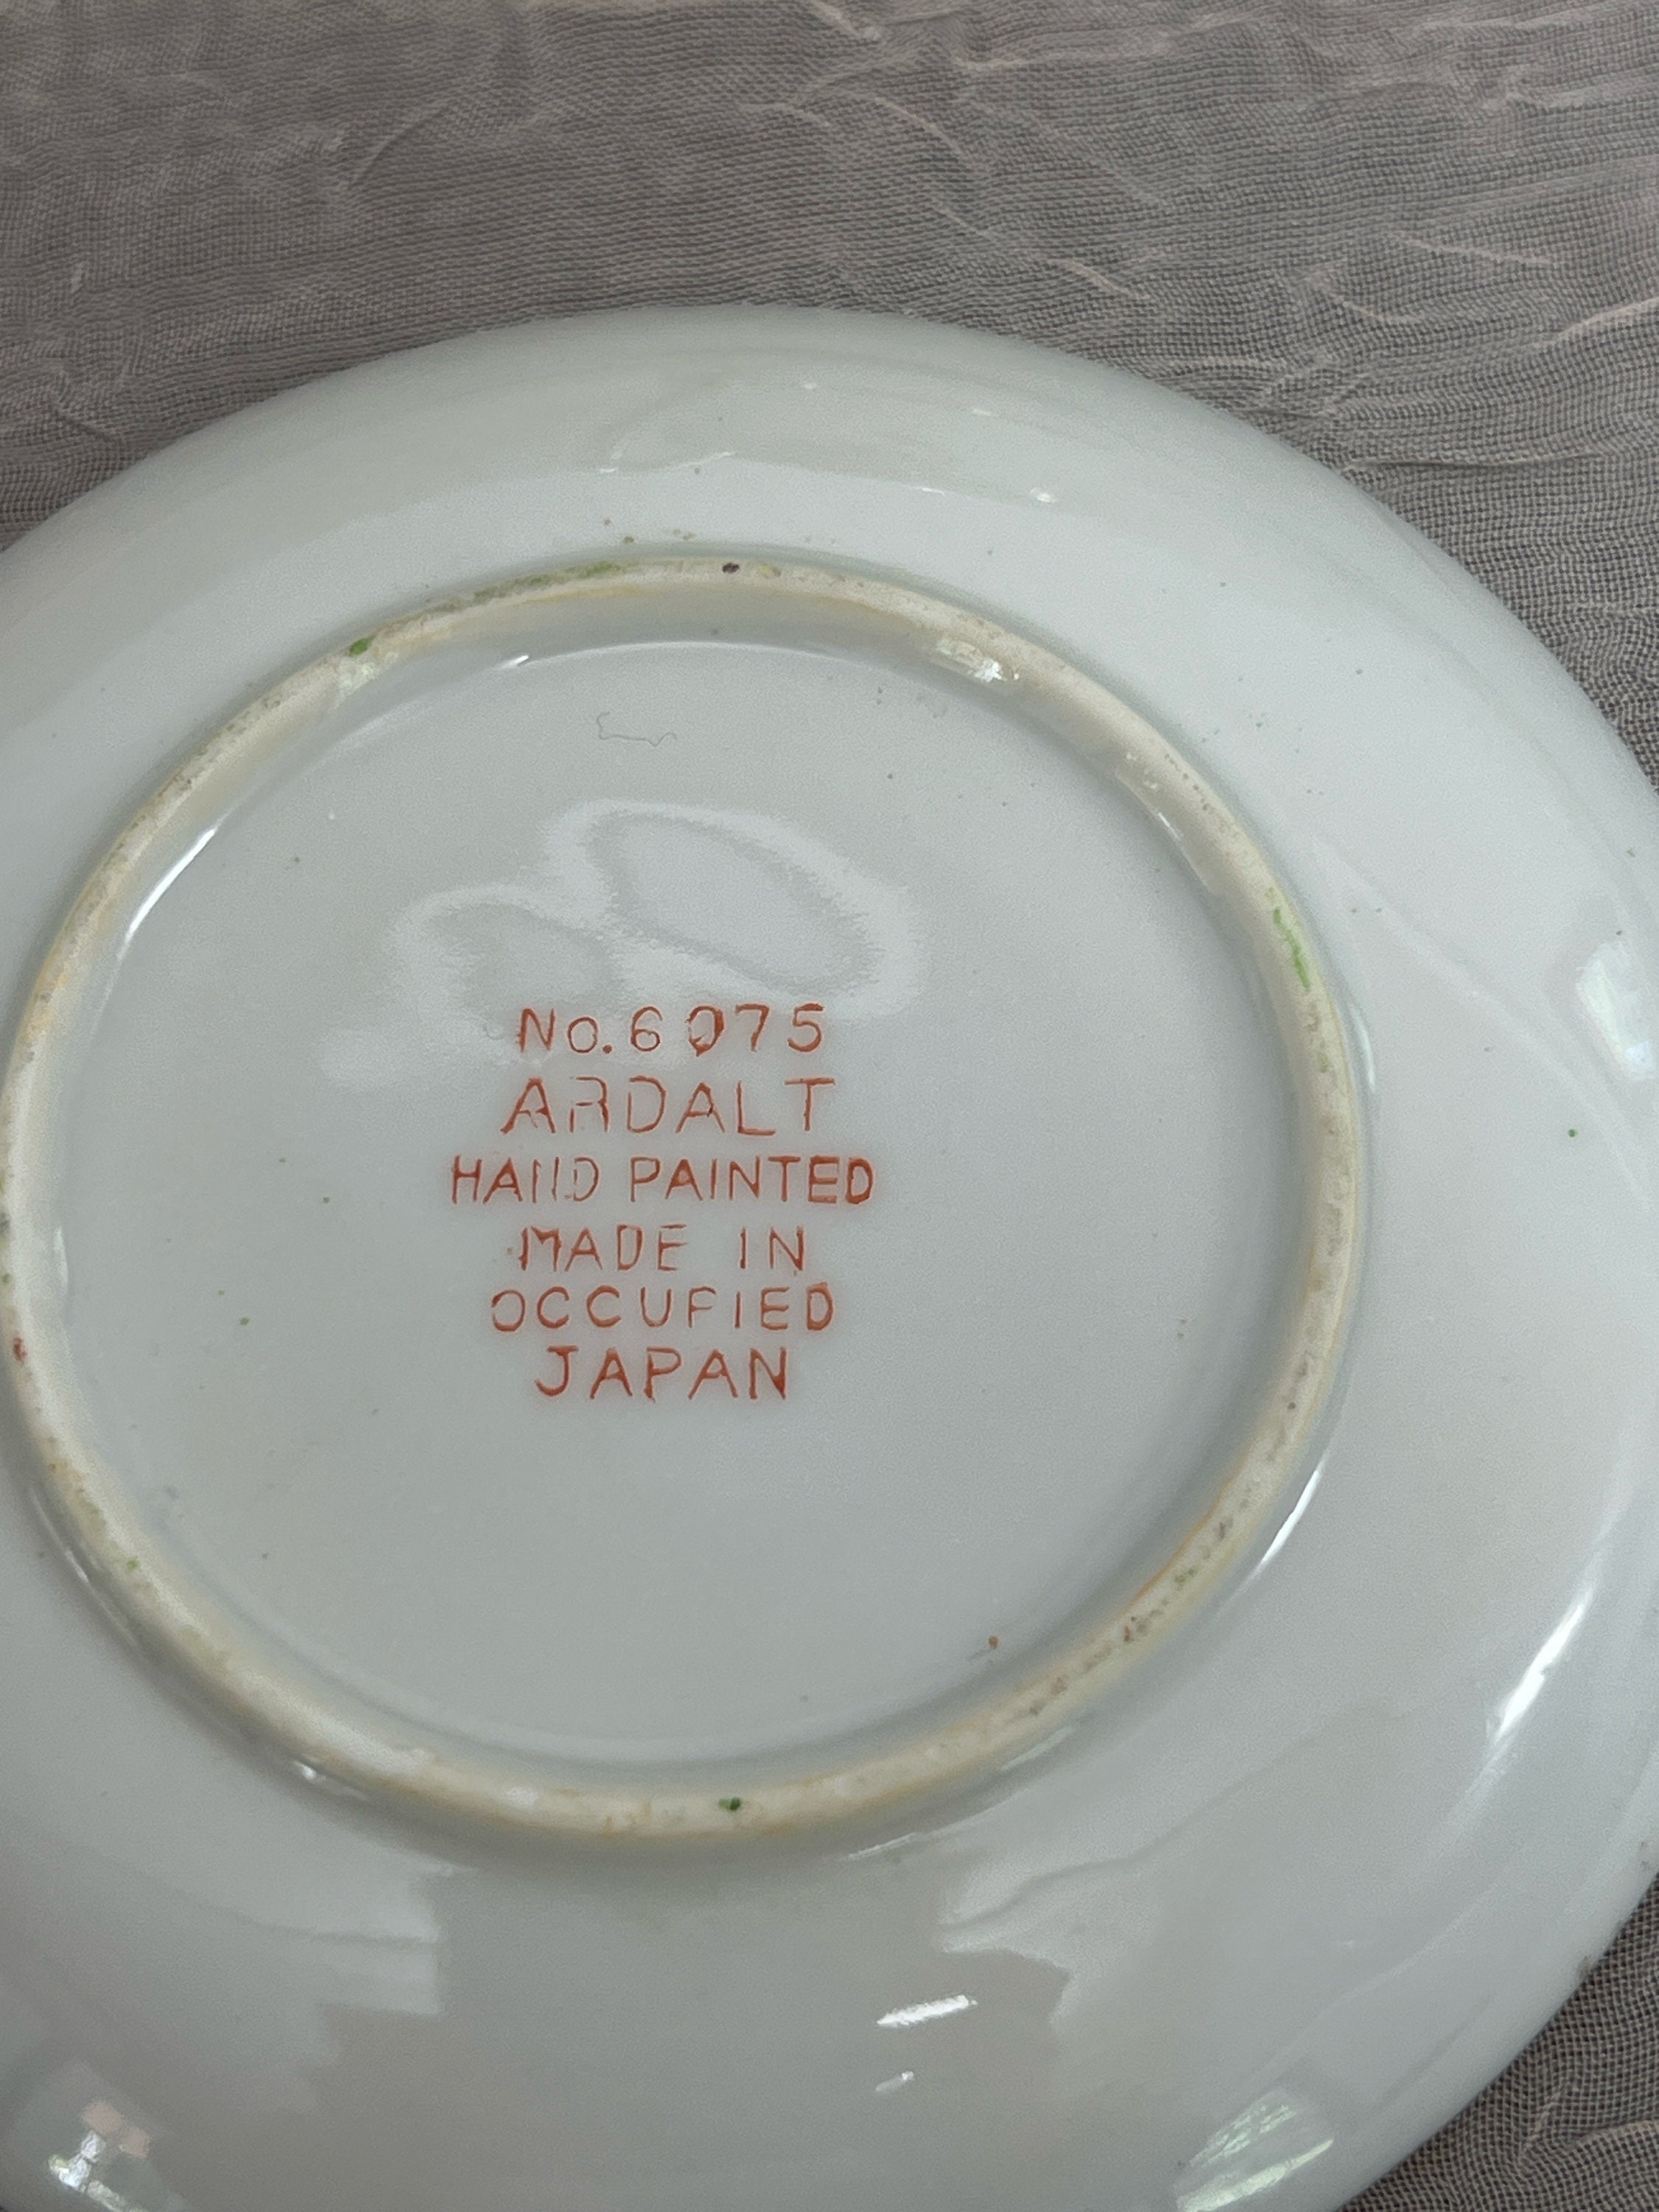 No. 6075
ARDALT
HAND PAINTED
MADE IN
OCCUPIED
JAPAN